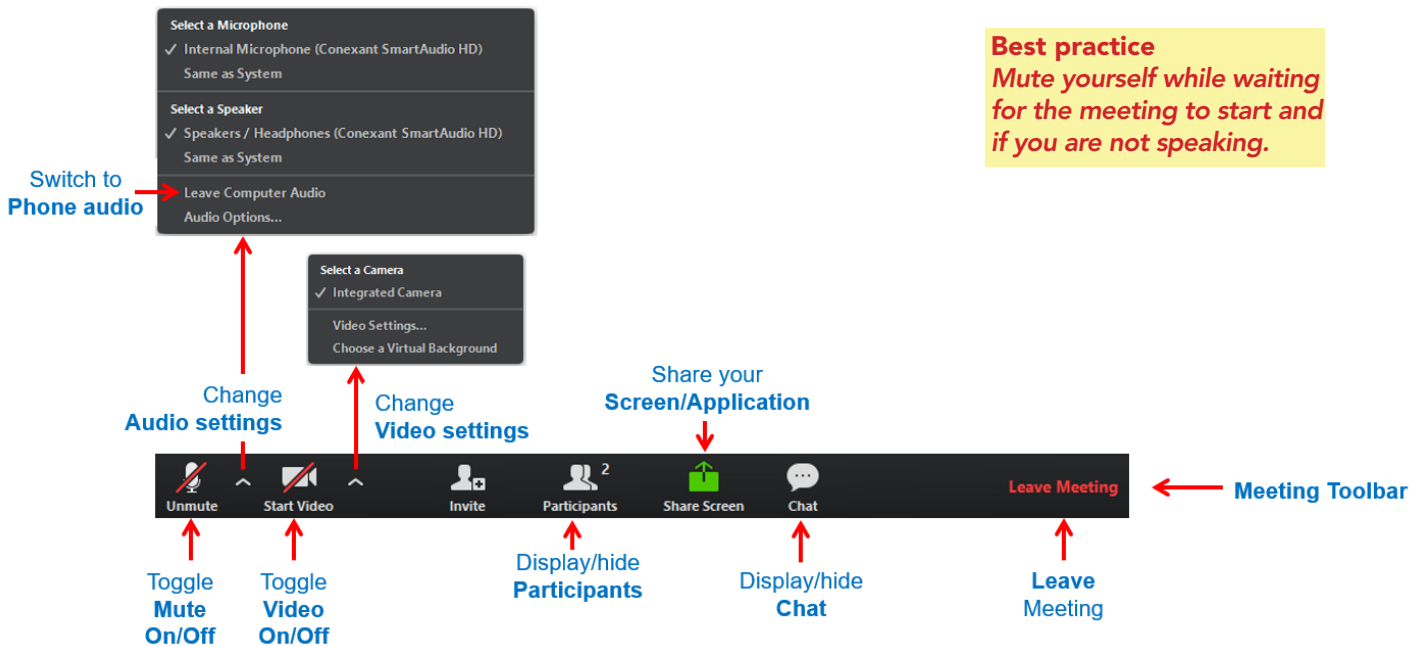 Select a Microphone
✓ Internal Microphone (Conexant SmartAudio HD)
Same as System
Select a Speaker
✓ Speakers / Headphones (Conexant SmartAudio HD)
Same as System
Leave Computer Audio
Audio Options...
Switch to
Phone audio
Best practice
Mute yourself while waiting
for the meeting to start and
if you are not speaking.
Select a Camera
✓ Integrated Camera
Video Settings...
Choose a Virtual Background
Change
Audio settings
Change
Video settings
Share your
Screen/Application
Unmute
Start Video
Invite
2
Participants
Share Screen
Chat
Leave Meeting
Meeting Toolbar
Toggle
Mute
On/Off
Toggle
Video
On/Off
Display/hide
Participants
Display/hide
Chat
Leave
Meeting